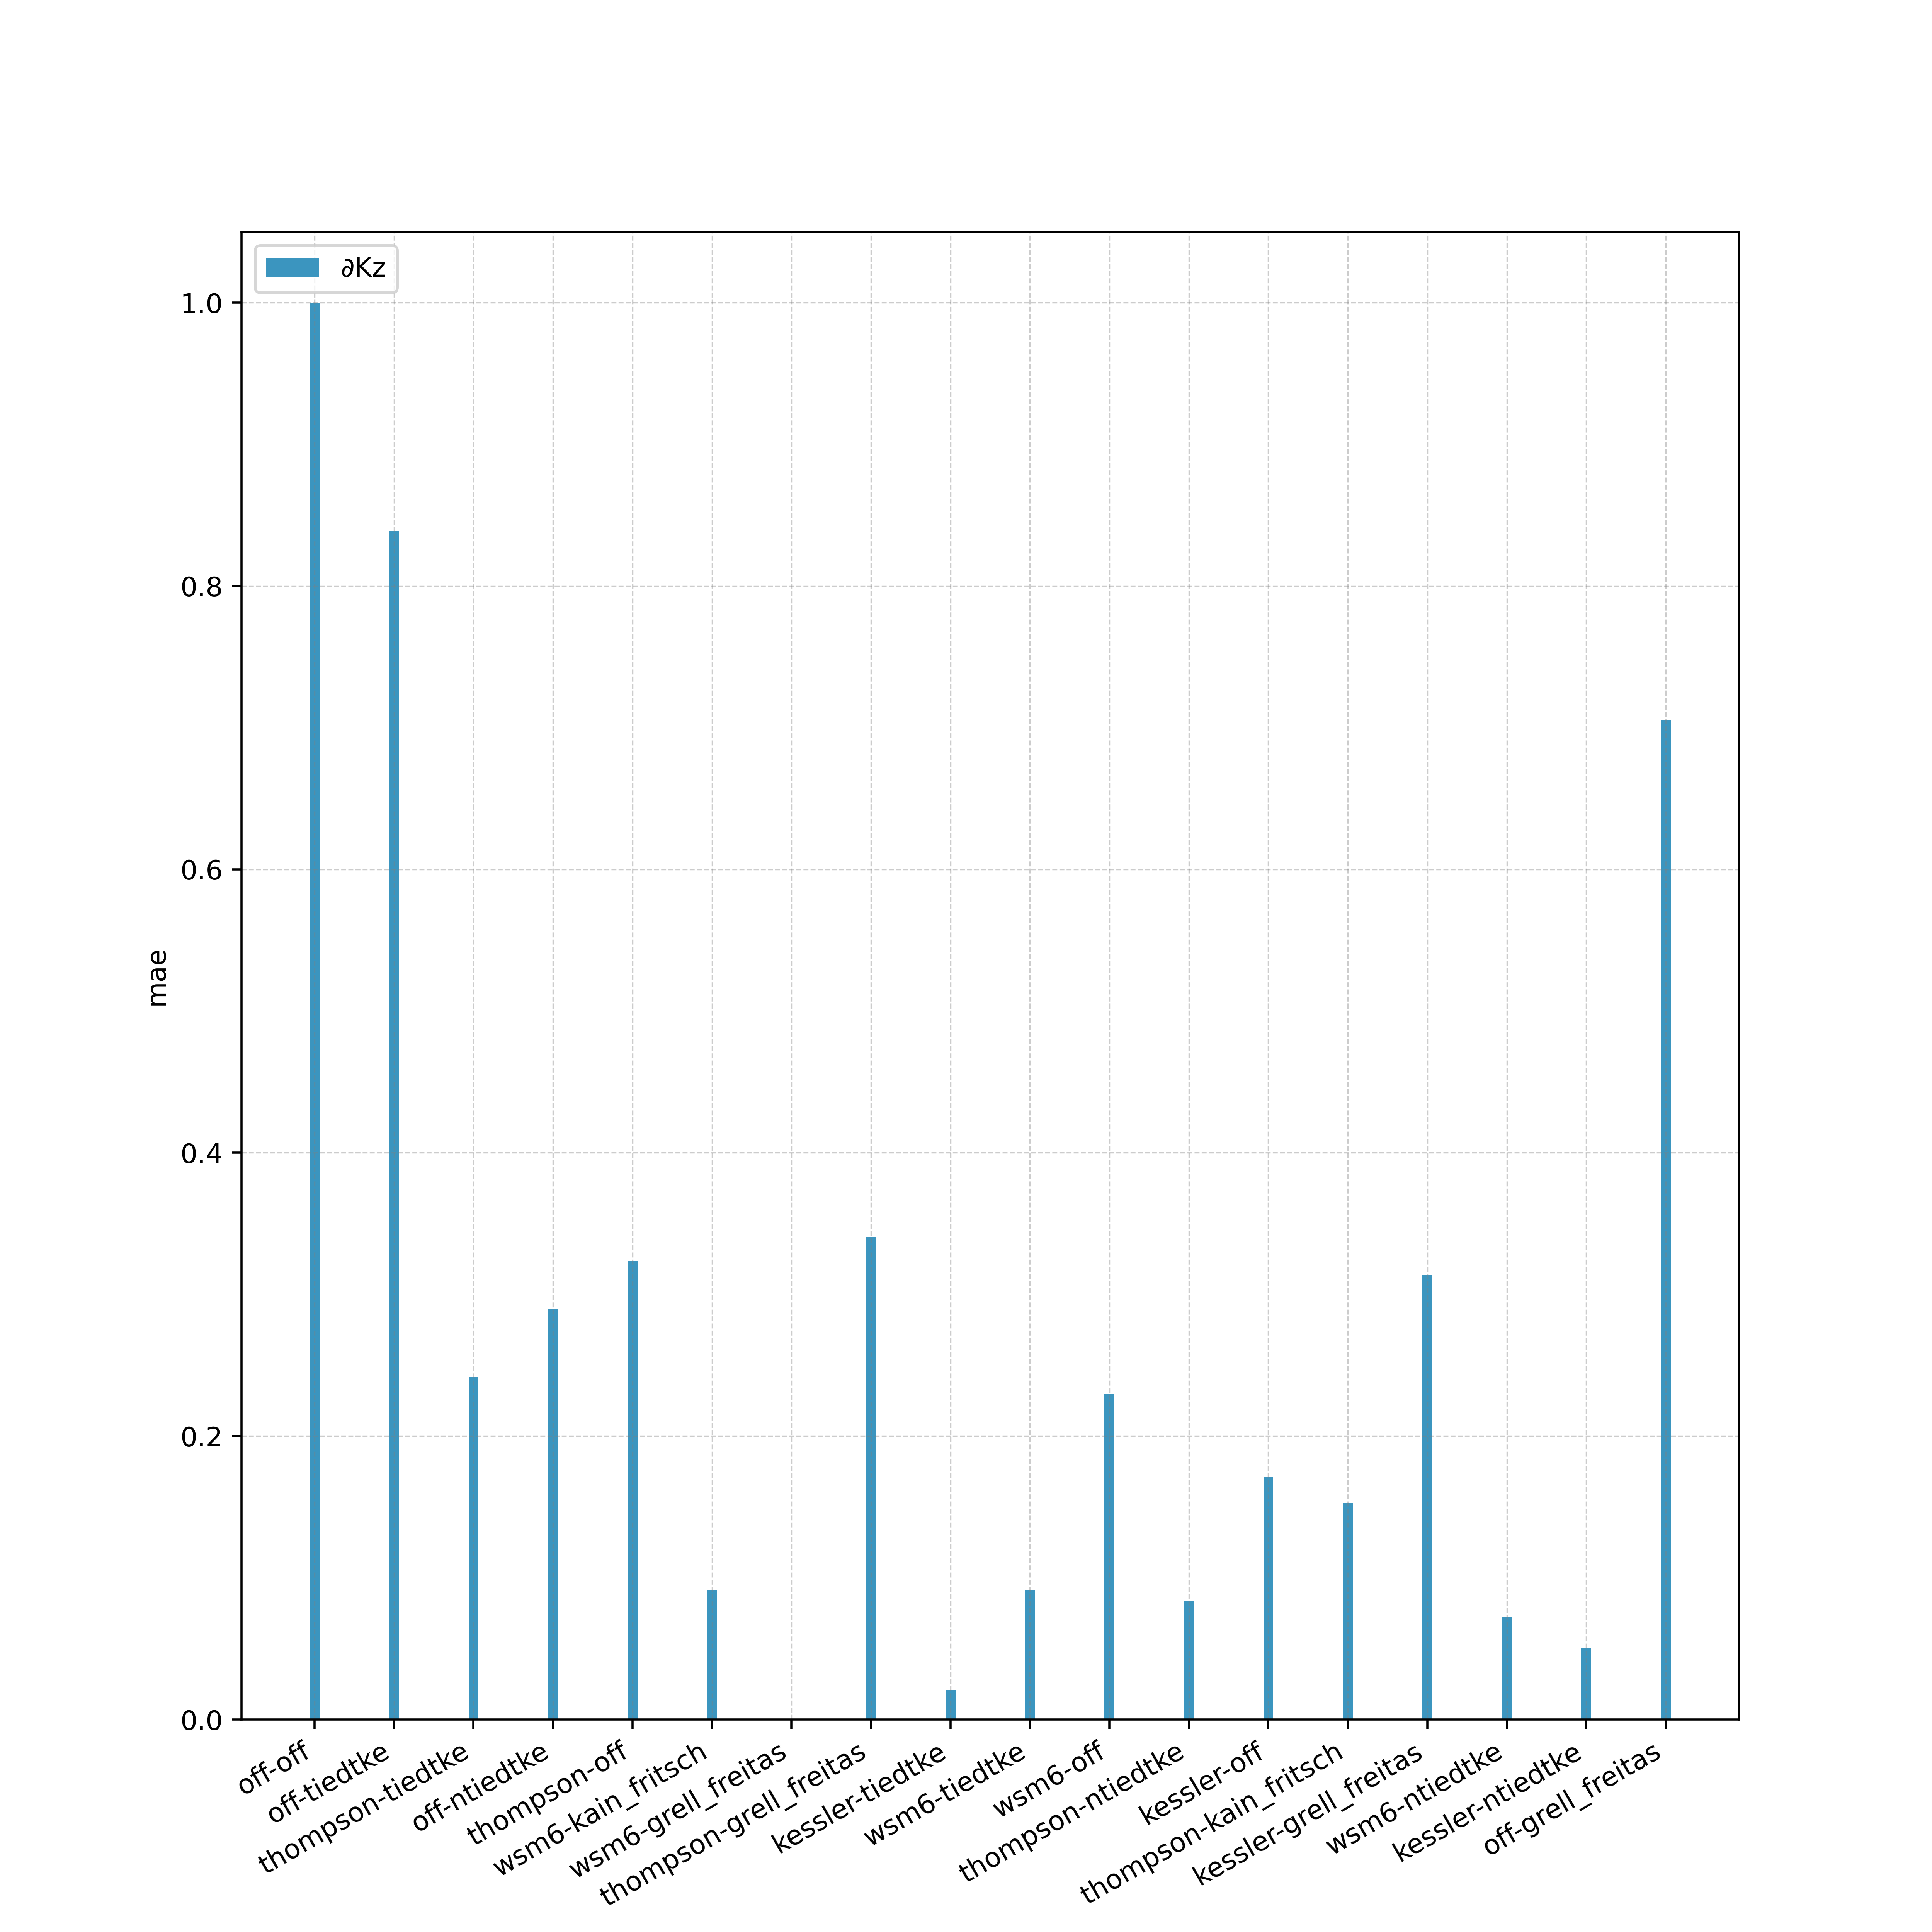 ∂Kz
1.0
0.8
0.6
0.4
0.2
0.0
mae
off-off
off-tiedtke
thompson-tiedtke
off-ntiedtke
thompson-off
wsm6-kain_fritsch
wsm6-grell_freitas
thompson-grell_freitas
kessler-tiedtke
wsm6-tiedtke
wsm6-off
thompson-ntiedtke
kessler-off
thompson-kain_fritsch
kessler-grell_freitas
wsm6-ntiedtke
kessler-ntiedtke
off-grell_freitas